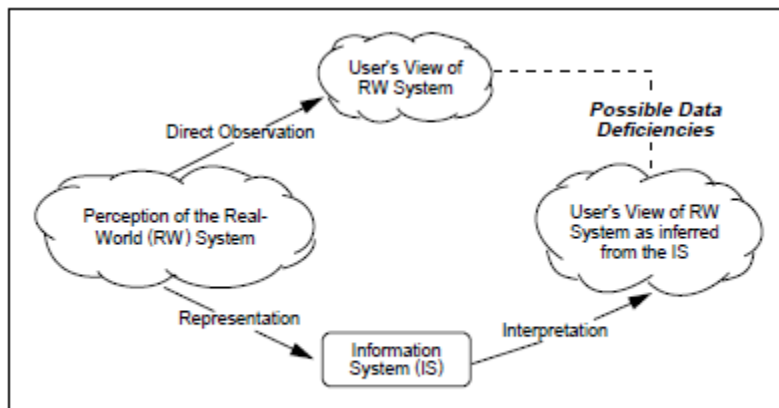 User's View of
RW System
Possible Data
Deficiencies
Direct Observation
Perception of the Real-
World (RW) System
User's View of RW
System as inferred
from the IS
Representation
Interpretation
Information
System (IS)